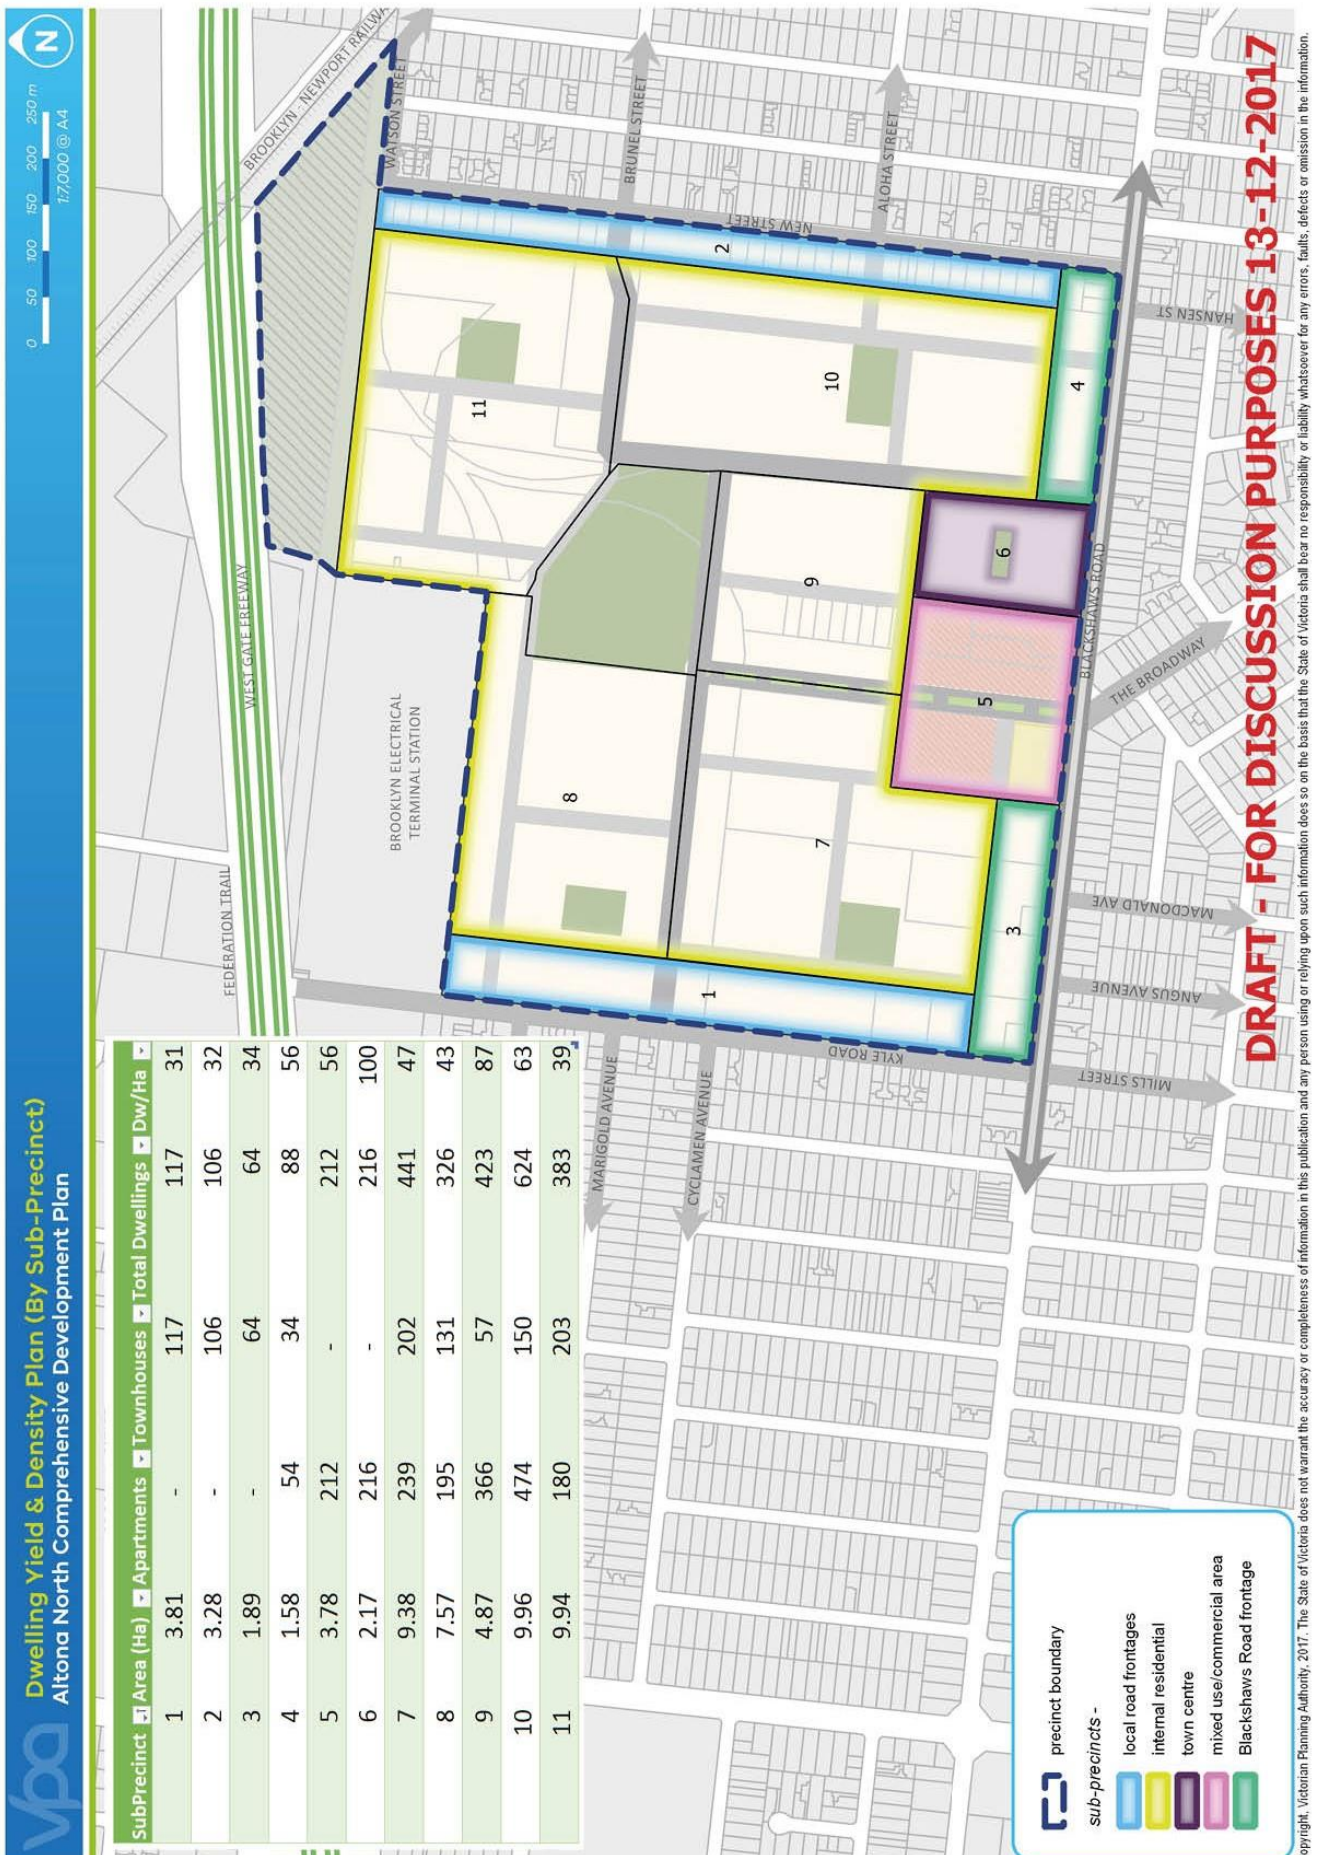 vpa
Dwelling Yield & Density Plan (By Sub-Precinct)
Altona North Comprehensive Development Plan
0 50 100 150 200 250 m
1:7,000 @ A4
N
SubPrecinct Area (Ha) Apartments Townhouses Total Dwellings Dw/Ha
1 3.81 - 117 117 31
2 3.28 - 106 106 32
3 1.89 - 64 64 34
4 1.58 54 34 88 56
5 3.78 212 - 212 56
6 2.17 216 - 216 100
7 9.38 239 202 441 47
8 7.57 195 131 326 43
9 4.87 366 57 423 87
10 9.96 474 150 624 63
11 9.94 180 203 383 39
FEDERATION TRAIL
WEST GATE FREEWAY
BROOKLYN - NEWPORT RAILWA
BROOKLYN ELECTRICAL
TERMINAL STATION
WATSON STREET
BRUNEL STREET
ALOHA STREET
NEW STREET
MARIGOLD AVENUE
CYCLAMEN AVENUE
KYLE ROAD
MILLS STREET
ANGUS AVENUE
MACDONALD AVE
BLACKSHAWS ROAD
THE BROADWAY
HANSEN ST
1
2
3
4
5
6
7
8
9
10
11
precinct boundary
sub-precincts -
local road frontages
internal residential
town centre
mixed use/commercial area
Blackshaws Road frontage
DRAFT - FOR DISCUSSION PURPOSES 13-12-2017
opyright, Victorian Planning Authority, 2017. The State of Victoria does not warrant the accuracy or completeness of information in this publication and any person using or relying upon such information does so on the basis that the State of Victoria shall bear no responsibility or liability whatsoever for any errors, faults, defects or omission in the information.